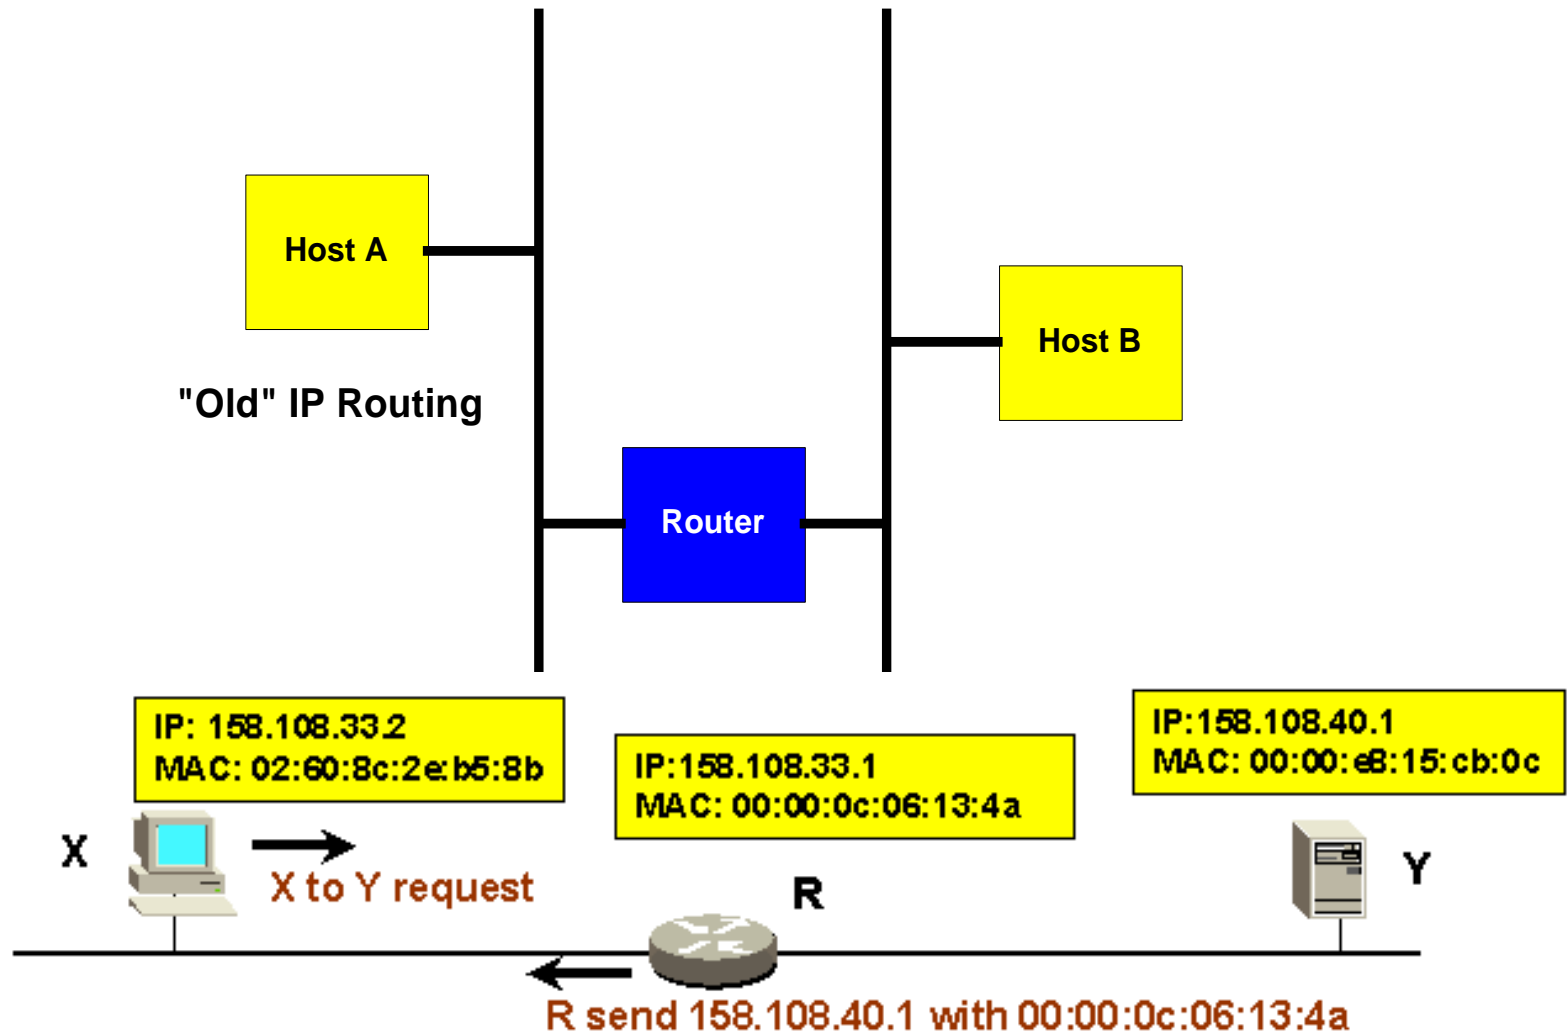 Host A
Host B
"Old" IP Routing
Router
IP: 158.108.33.2
MAC: 02:60:8c:2e:b5:8b
IP:158.108.33.1
MAC: 00:00:0c:06:13:4a
IP:158.108.40.1
MAC: 00:00:e8:15:cb:0c
X
X to Y request
R
Y
R send 158.108.40.1 with 00:00:0c:06:13:4a